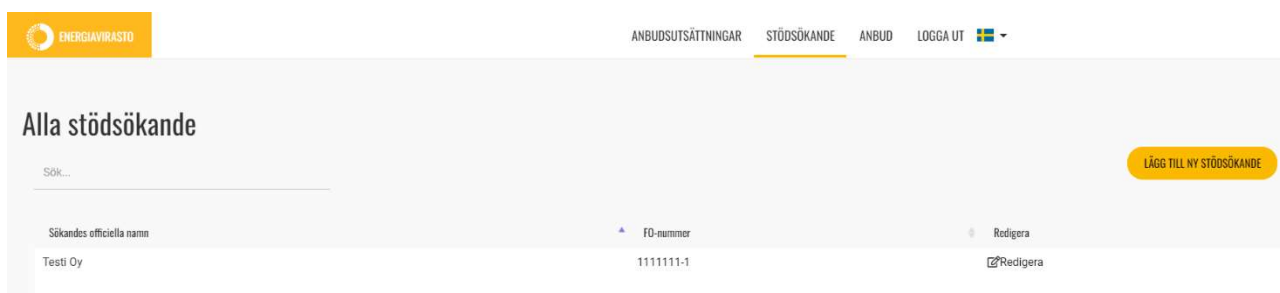 ENERGIAVIRASTO
ANBUDSUTSÄTTNINGAR STÖDSÖKANDE ANBUD LOGGA UT
Alla stödsökande
Sök...
LÄGG TILL NY STÖDSÖKANDE
Sökandes officiella namn FO-nummer Redigera
Testi Oy 1111111-1 Redigera